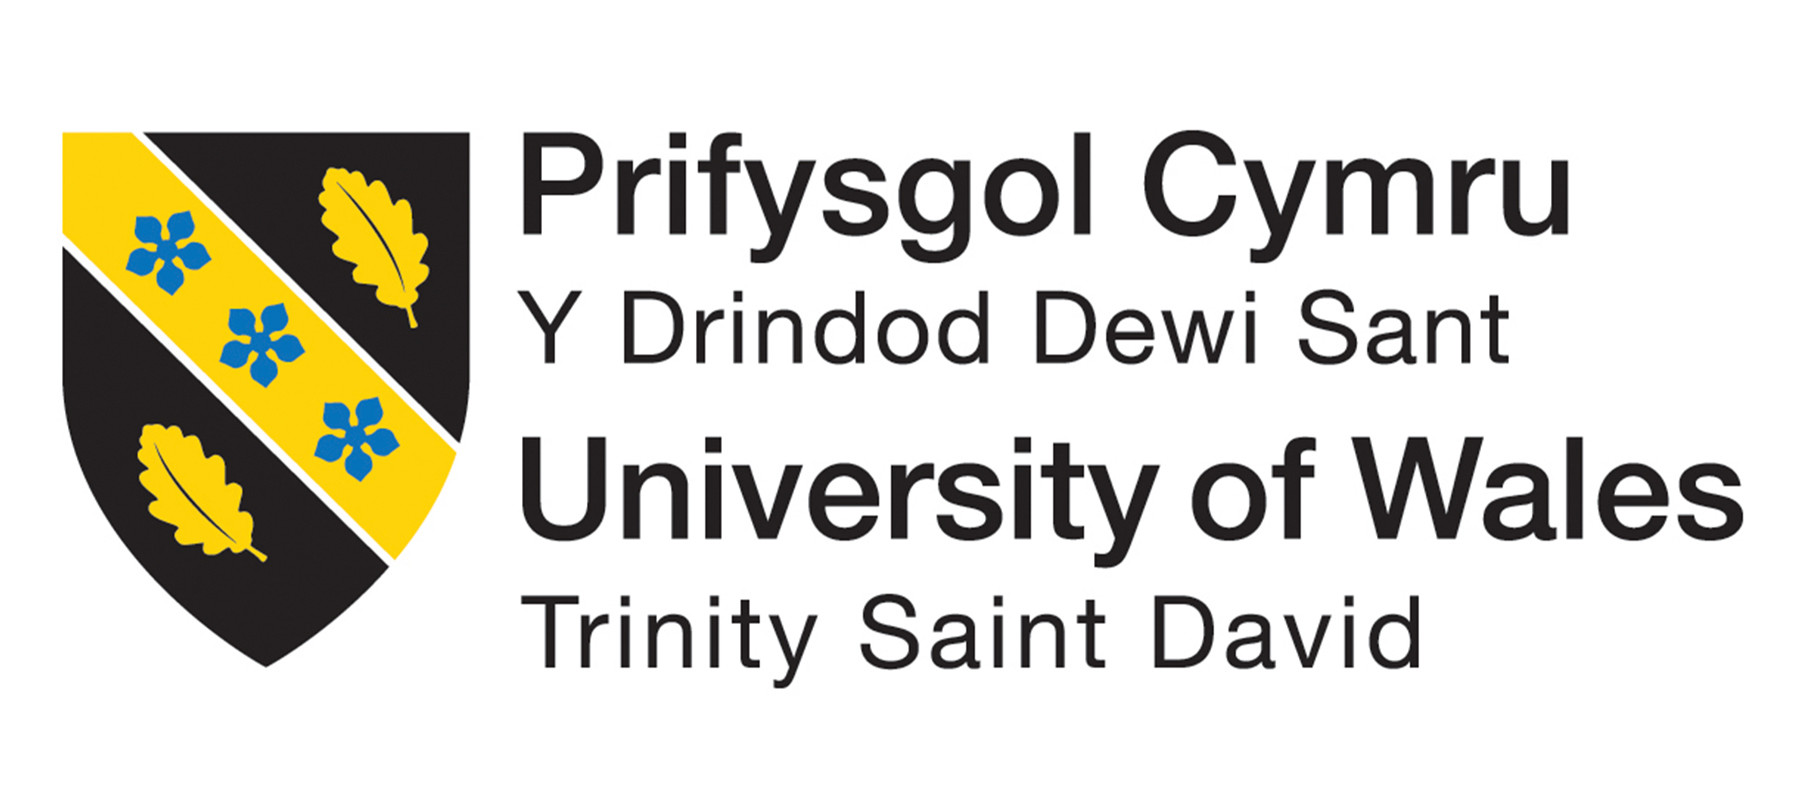 Prifysgol Cymru
Y Drindod Dewi Sant
University of Wales
Trinity Saint David